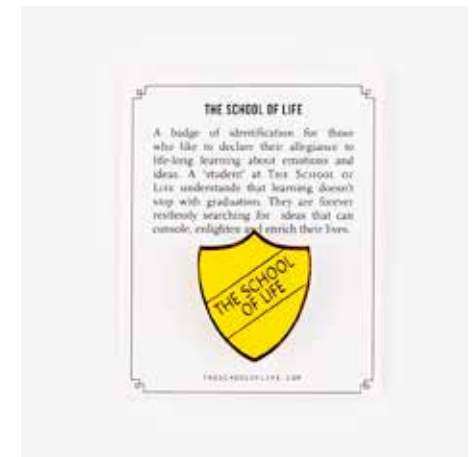 THE SCHOOL OF LIFE
A badge of identification for those
who like to declare their allegiance to
life-long learning about emotions and
ideas. A 'student' at THE SCHOOL OF
LIFE understands that learning doesn't
stop with graduation. They are forever
restlessly searching for ideas that can
console, enlighten and enrich their lives.
THE SCHOOL
OF LIFE
THESCHOOLOFLIFE.COM